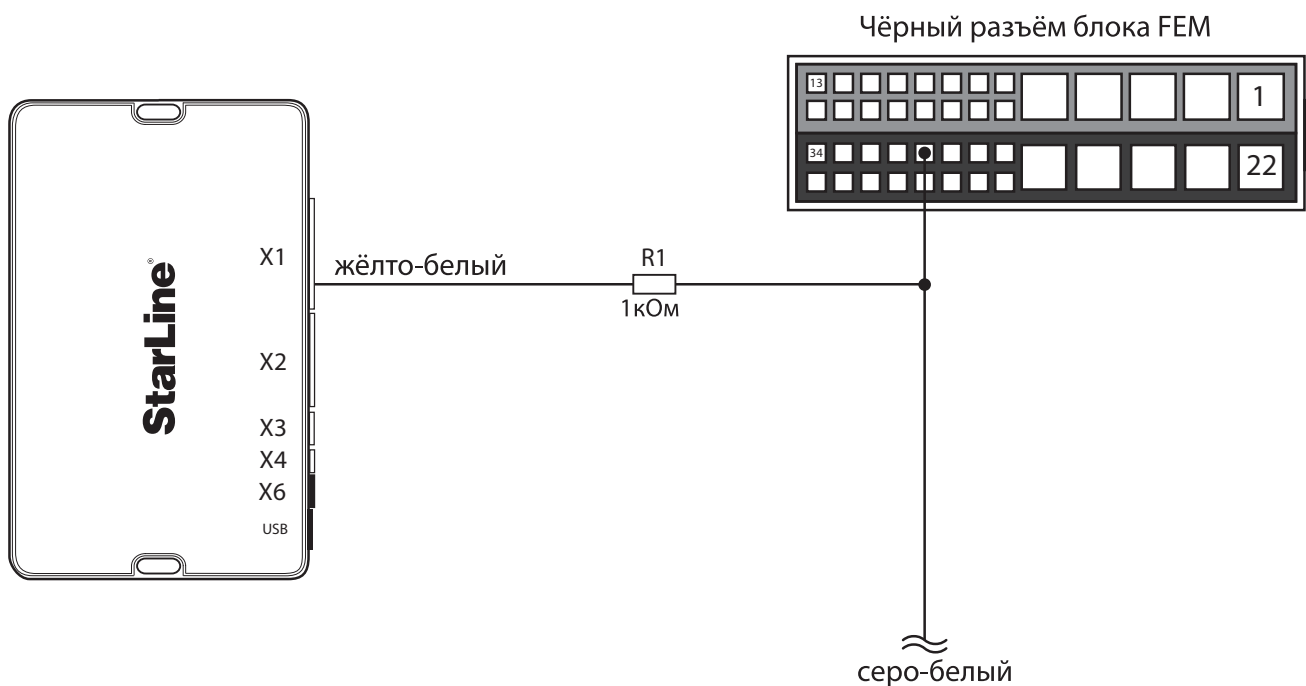 Чёрный разъём блока FEM
13
1
34
22
X1
жёлто-белый
R1
1кОм
StarLine®
X2
X3
X4
X6
USB
серо-белый